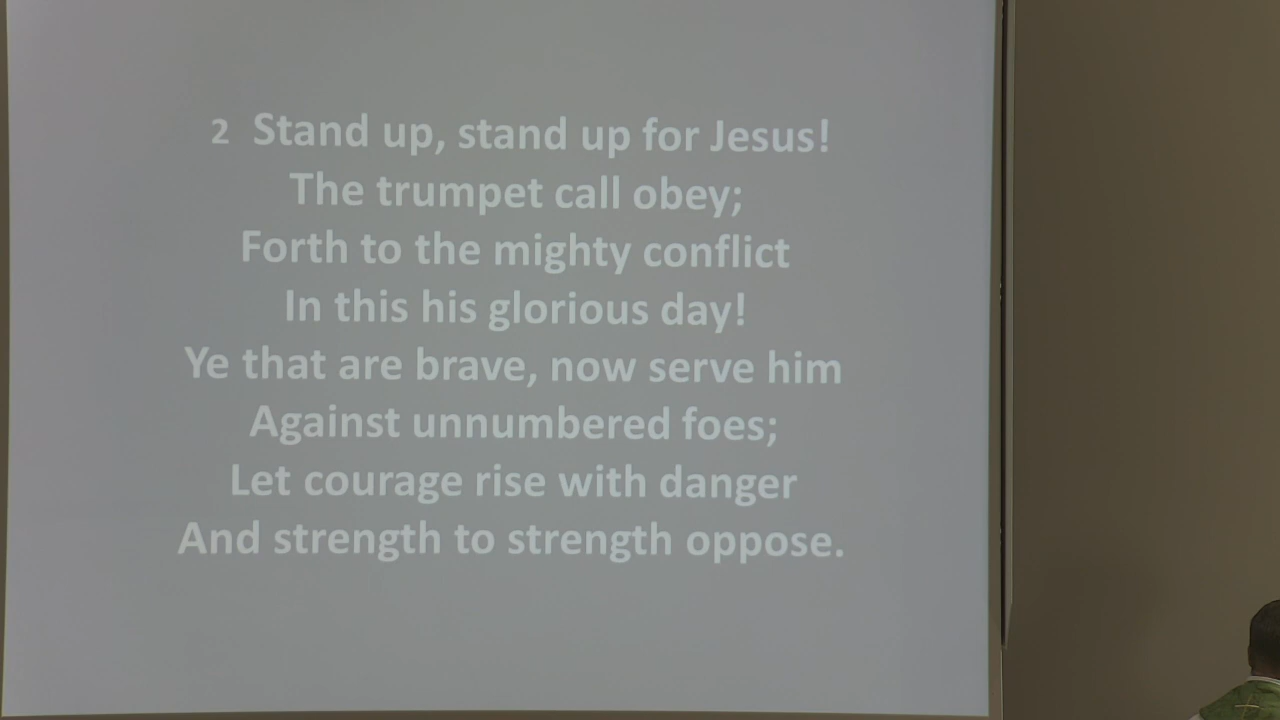 2 Stand up, stand up for Jesus!
The trumpet call obey;
Forth to the mighty conflict
In this his glorious day!
Ye that are brave, now serve him
Against unnumbered foes;
Let courage rise with danger
And strength to strength oppose.